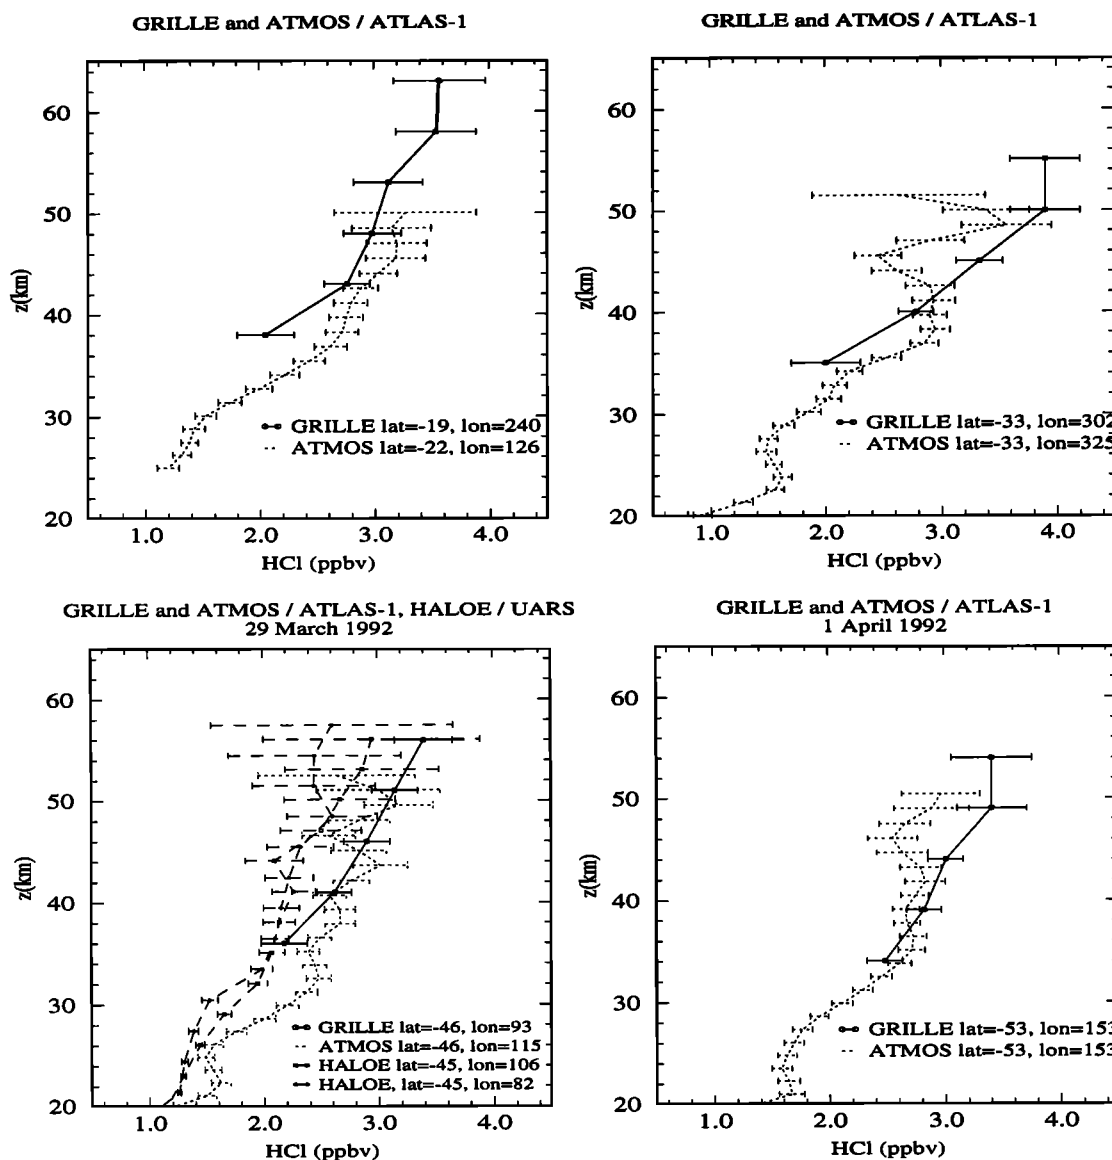 GRILLE and ATMOS / ATLAS-1
60
50
40
30
20
z(km)
GRILLE lat=-19, lon=240
ATMOS lat=-22, lon=126
1.0 2.0 3.0 4.0
HCl (ppbv)
GRILLE and ATMOS / ATLAS-1
60
50
40
30
20
z(km)
GRILLE lat=-33, lon=302
ATMOS lat=-33, lon=325
1.0 2.0 3.0 4.0
HCl (ppbv)
GRILLE and ATMOS / ATLAS-1, HALOE / UARS
29 March 1992
60
50
40
30
20
z(km)
GRILLE lat=-46, lon=93
ATMOS lat=-46, lon=115
HALOE lat=-45, lon=106
HALOE, lat=-45, lon=82
1.0 2.0 3.0 4.0
HCl (ppbv)
GRILLE and ATMOS / ATLAS-1
1 April 1992
60
50
40
30
20
z(km)
GRILLE lat=-53, lon=153
ATMOS lat=-53, lon=153
1.0 2.0 3.0 4.0
HCl (ppbv)